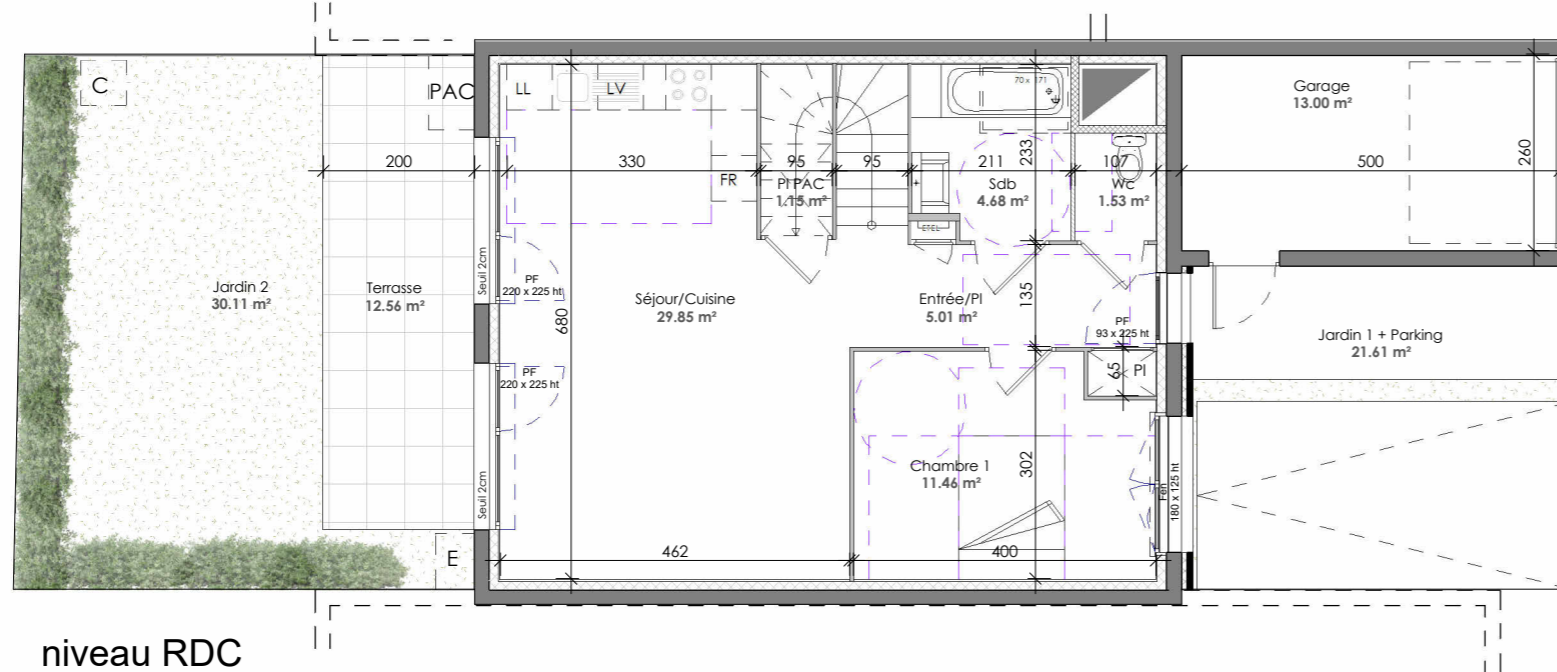 C
PAC
LL
LV
70 x 171
Garage
13.00 m²
200
330
95
95
211
233
107
500
260
FR
Pl PAC
1.15 m²
Sdb
4.68 m²
Wc
1.53 m²
ETEL
Seuil 2cm
PF
220 x 225 ht
Jardin 2
30.11 m²
Terrasse
12.56 m²
680
Séjour/Cuisine
29.85 m²
Entrée/Pl
5.01 m²
135
PF
93 x 225 ht
Jardin 1 + Parking
21.61 m²
PF
220 x 225 ht
65
Pl
Seuil 2cm
Chambre 1
11.46 m²
302
Fen
180 x 125 ht
E
462
400
niveau RDC